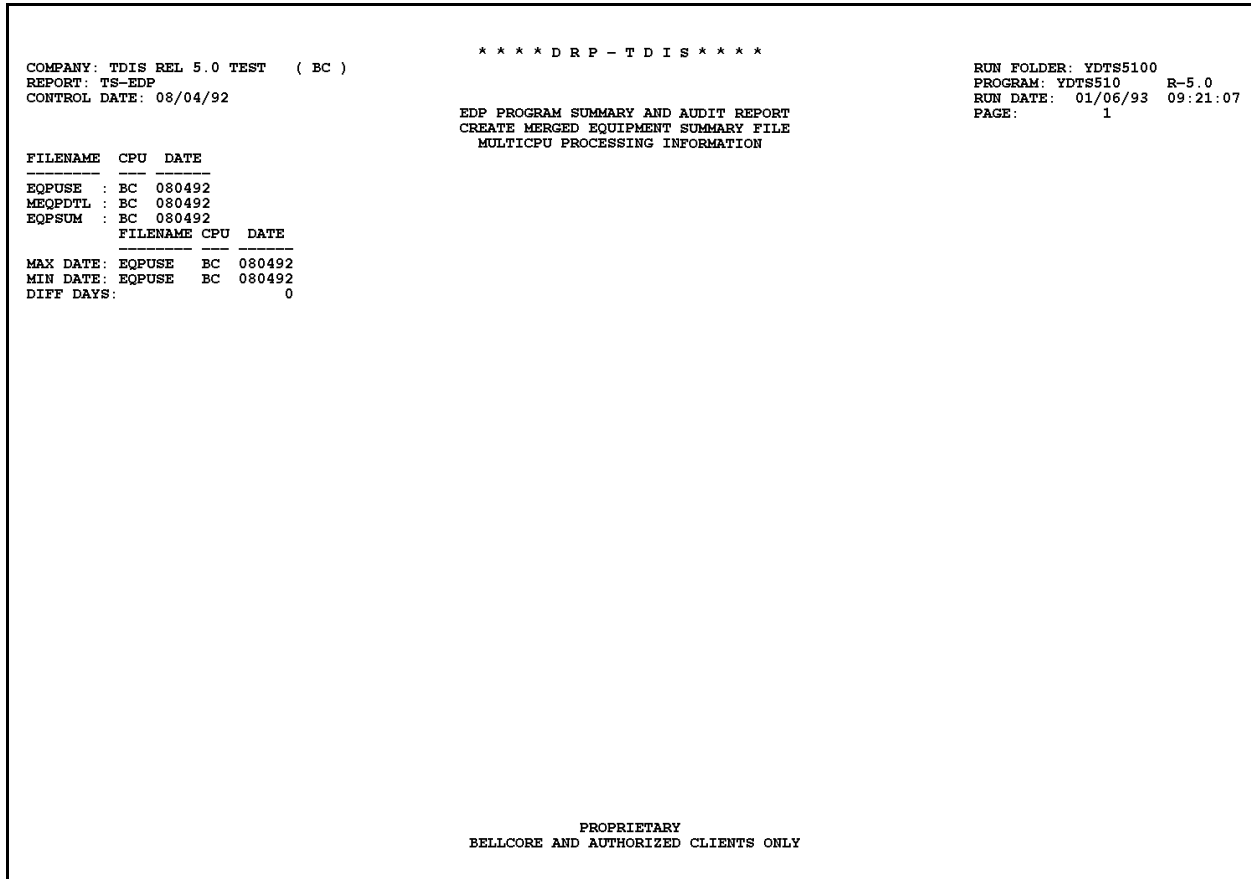 * * * * D R P – T D I S * * * *
COMPANY: TDIS REL 5.0 TEST ( BC ) RUN FOLDER: YDTS5100
REPORT: TS–EDP PROGRAM: YDTS510 R–5.0
CONTROL DATE: 08/04/92 RUN DATE: 01/06/93 09:21:07
EDP PROGRAM SUMMARY AND AUDIT REPORT PAGE: 1
CREATE MERGED EQUIPMENT SUMMARY FILE
MULTICPU PROCESSING INFORMATION
FILENAME CPU DATE
–––––––– ––– ––––––
EQPUSE : BC 080492
MEQPDTL : BC 080492
EQPSUM : BC 080492
FILENAME CPU DATE
–––––––– ––– ––––––
MAX DATE: EQPUSE BC 080492
MIN DATE: EQPUSE BC 080492
DIFF DAYS: 0
PROPRIETARY
BELLCORE AND AUTHORIZED CLIENTS ONLY